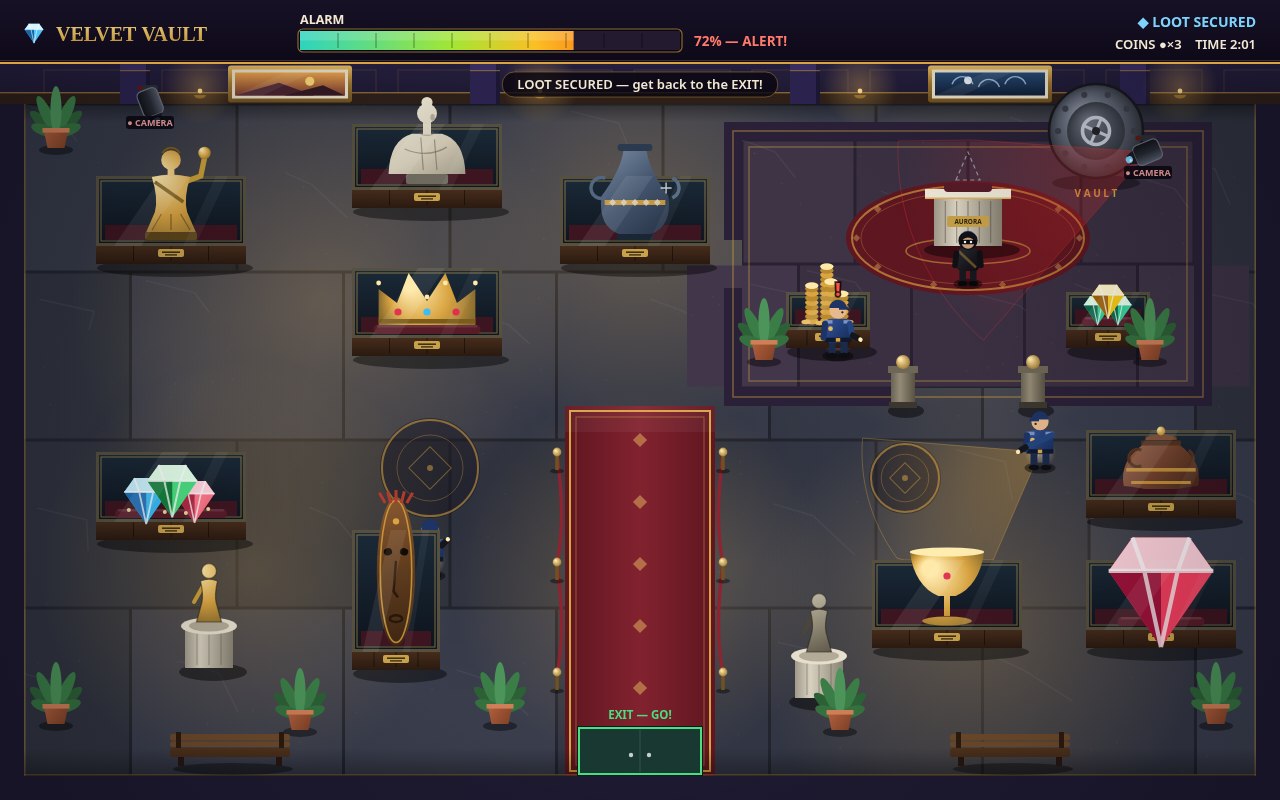 VELVET VAULT
ALARM
72% — ALERT!
◆ LOOT SECURED
COINS ●×3 TIME 2:01
LOOT SECURED — get back to the EXIT!
● CAMERA
● CAMERA
VAULT
AURORA
!
EXIT — GO!